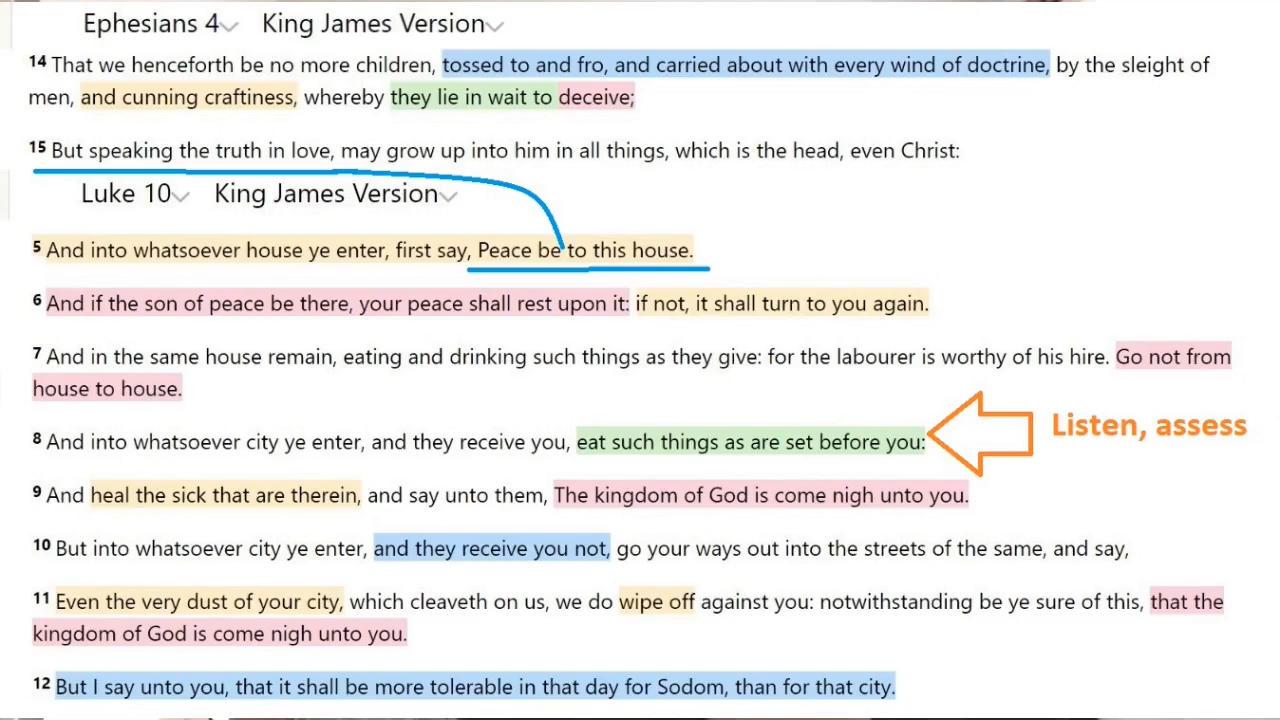 Ephesians 4 King James Version
14 That we henceforth be no more children, tossed to and fro, and carried about with every wind of doctrine, by the sleight of
men, and cunning craftiness, whereby they lie in wait to deceive;
15 But speaking the truth in love, may grow up into him in all things, which is the head, even Christ:
Luke 10 King James Version
5 And into whatsoever house ye enter, first say, Peace be to this house.
6 And if the son of peace be there, your peace shall rest upon it: if not, it shall turn to you again.
7 And in the same house remain, eating and drinking such things as they give: for the labourer is worthy of his hire. Go not from
house to house.
8 And into whatsoever city ye enter, and they receive you, eat such things as are set before you:
Listen, assess
9 And heal the sick that are therein, and say unto them, The kingdom of God is come nigh unto you.
10 But into whatsoever city ye enter, and they receive you not, go your ways out into the streets of the same, and say,
11 Even the very dust of your city, which cleaveth on us, we do wipe off against you: notwithstanding be ye sure of this, that the
kingdom of God is come nigh unto you.
12 But I say unto you, that it shall be more tolerable in that day for Sodom, than for that city.